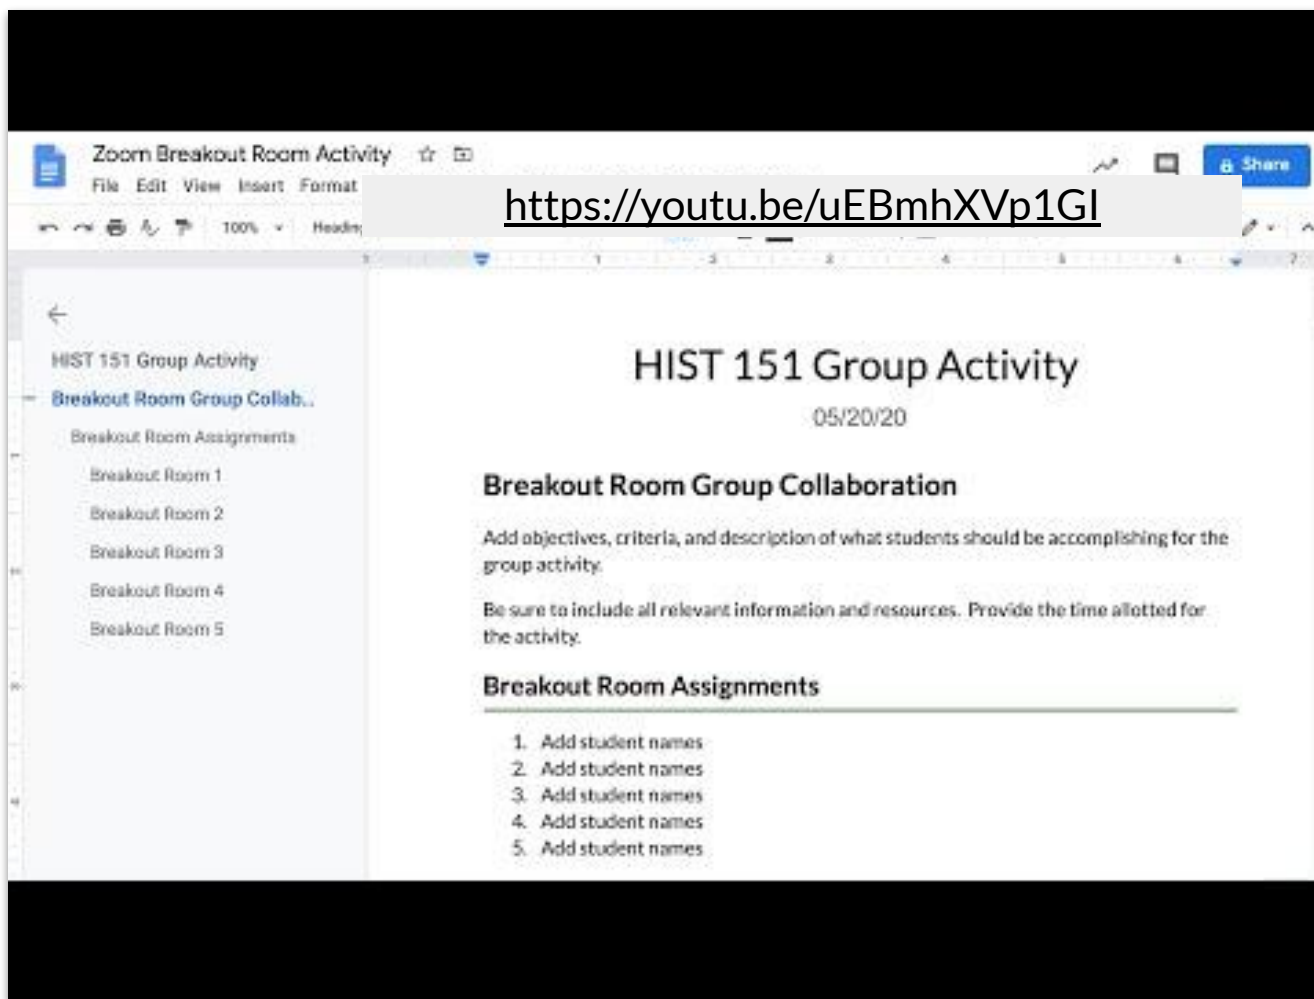 Zoom Breakout Room Activity
Share
File Edit View Insert Format
https://youtu.be/uEBmhXVp1GI
100%
HIST 151 Group Activity
Breakout Room Group Collab...
Breakout Room Assignments
Breakout Room 1
Breakout Room 2
Breakout Room 3
Breakout Room 4
Breakout Room 5
HIST 151 Group Activity
05/20/20
Breakout Room Group Collaboration
Add objectives, criteria, and description of what students should be accomplishing for the
group activity.
Be sure to include all relevant information and resources. Provide the time allotted for
the activity.
Breakout Room Assignments
1. Add student names
2. Add student names
3. Add student names
4. Add student names
5. Add student names